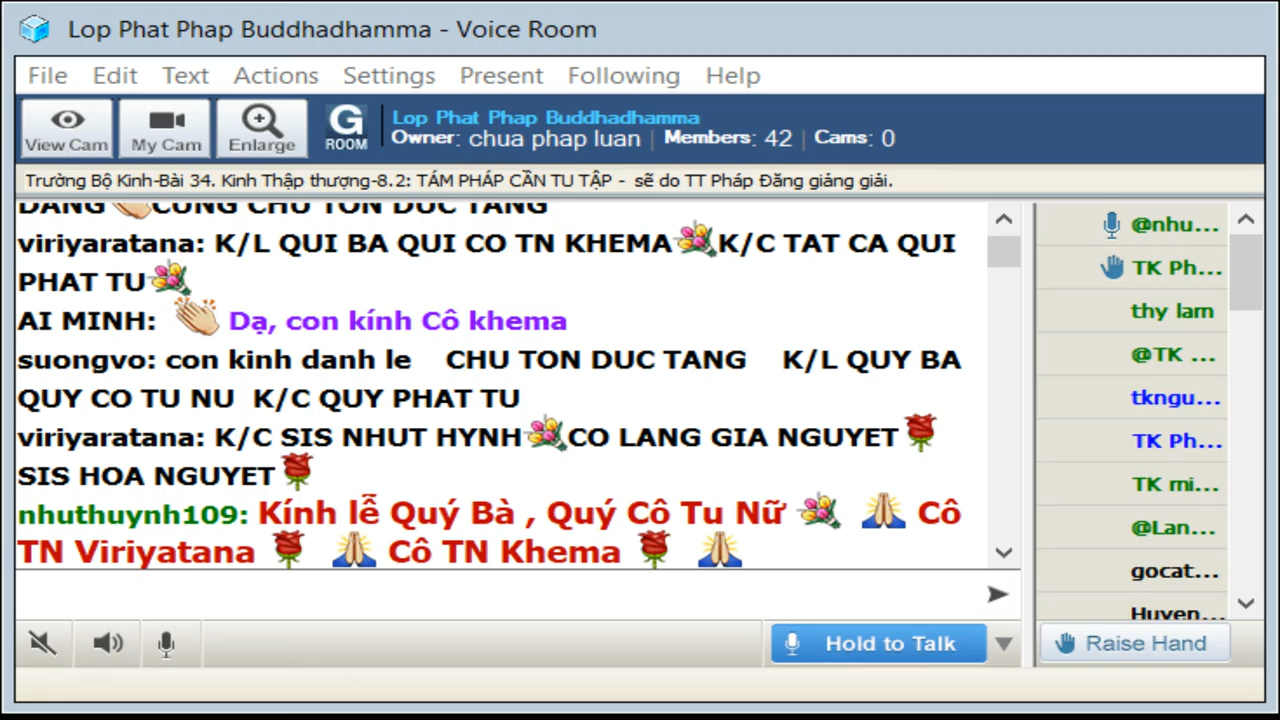 Lop Phat Phap Buddhadhamma - Voice Room
File Edit Text Actions Settings Present Following Help
View Cam My Cam Enlarge G ROOM
Lop Phat Phap Buddhadhamma
Owner: chua phap luan | Members: 42 | Cams: 0
Trường Bộ Kinh-Bài 34. Kinh Thập thượng-8.2: TÁM PHÁP CẦN TU TẬP - sẽ do TT Pháp Đăng giảng giải.
DANG CUNG CHU TON DUC TANG
viriyaratana: K/L QUI BA QUI CO TN KHEMA K/C TAT CA QUI
PHAT TU
AI MINH: Dạ, con kính Cô khema
suongvo: con kinh danh le CHU TON DUC TANG K/L QUY BA
QUY CO TU NU K/C QUY PHAT TU
viriyaratana: K/C SIS NHUT HYNH CO LANG GIA NGUYET
SIS HOA NGUYET
nhuthuynh109: Kính lễ Quý Bà , Quý Cô Tu Nữ Cô
TN Viriyatana Cô TN Khema
@nhu...
TK Ph...
thy lam
@TK ...
tkngu...
TK Ph...
TK mi...
@Lan...
gocat...
Huyen...
Hold to Talk
Raise Hand